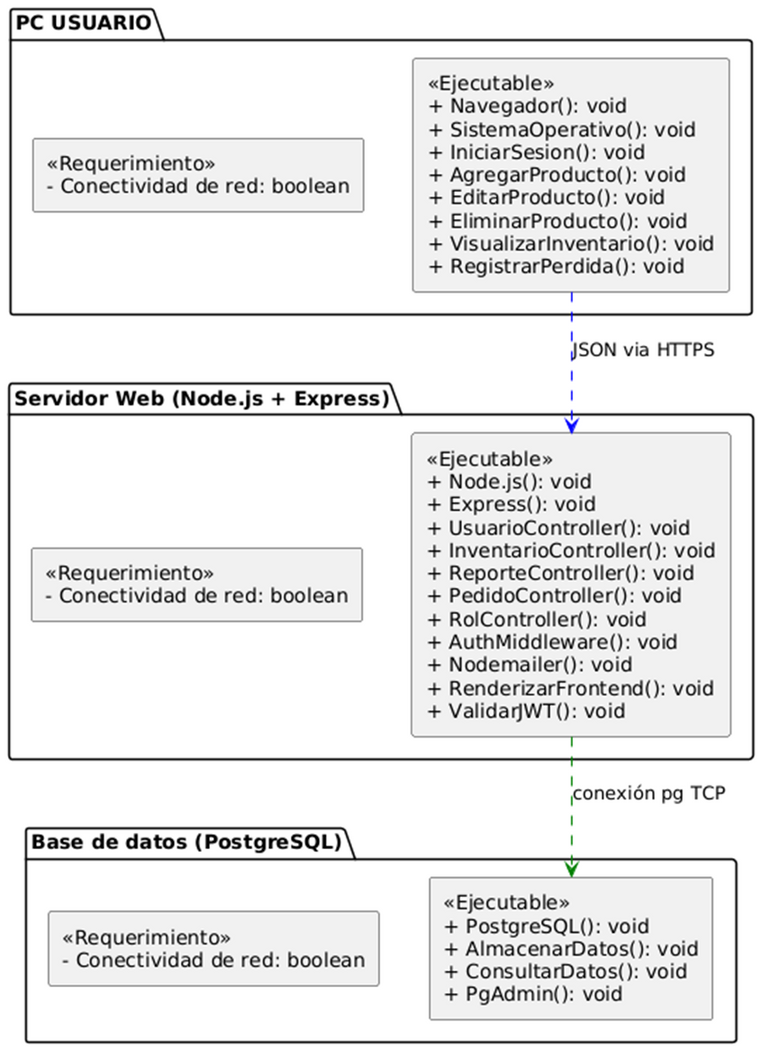 PC USUARIO
«Requerimiento»
- Conectividad de red: boolean
«Ejecutable»
+ Navegador(): void
+ SistemaOperativo(): void
+ IniciarSesion(): void
+ AgregarProducto(): void
+ EditarProducto(): void
+ EliminarProducto(): void
+ VisualizarInventario(): void
+ RegistrarPerdida(): void
JSON via HTTPS
Servidor Web (Node.js + Express)
«Requerimiento»
- Conectividad de red: boolean
«Ejecutable»
+ Node.js(): void
+ Express(): void
+ UsuarioController(): void
+ InventarioController(): void
+ ReporteController(): void
+ PedidoController(): void
+ RolController(): void
+ AuthMiddleware(): void
+ Nodemailer(): void
+ RenderizarFrontend(): void
+ ValidarJWT(): void
conexión pg TCP
Base de datos (PostgreSQL)
«Requerimiento»
- Conectividad de red: boolean
«Ejecutable»
+ PostgreSQL(): void
+ AlmacenarDatos(): void
+ ConsultarDatos(): void
+ PgAdmin(): void